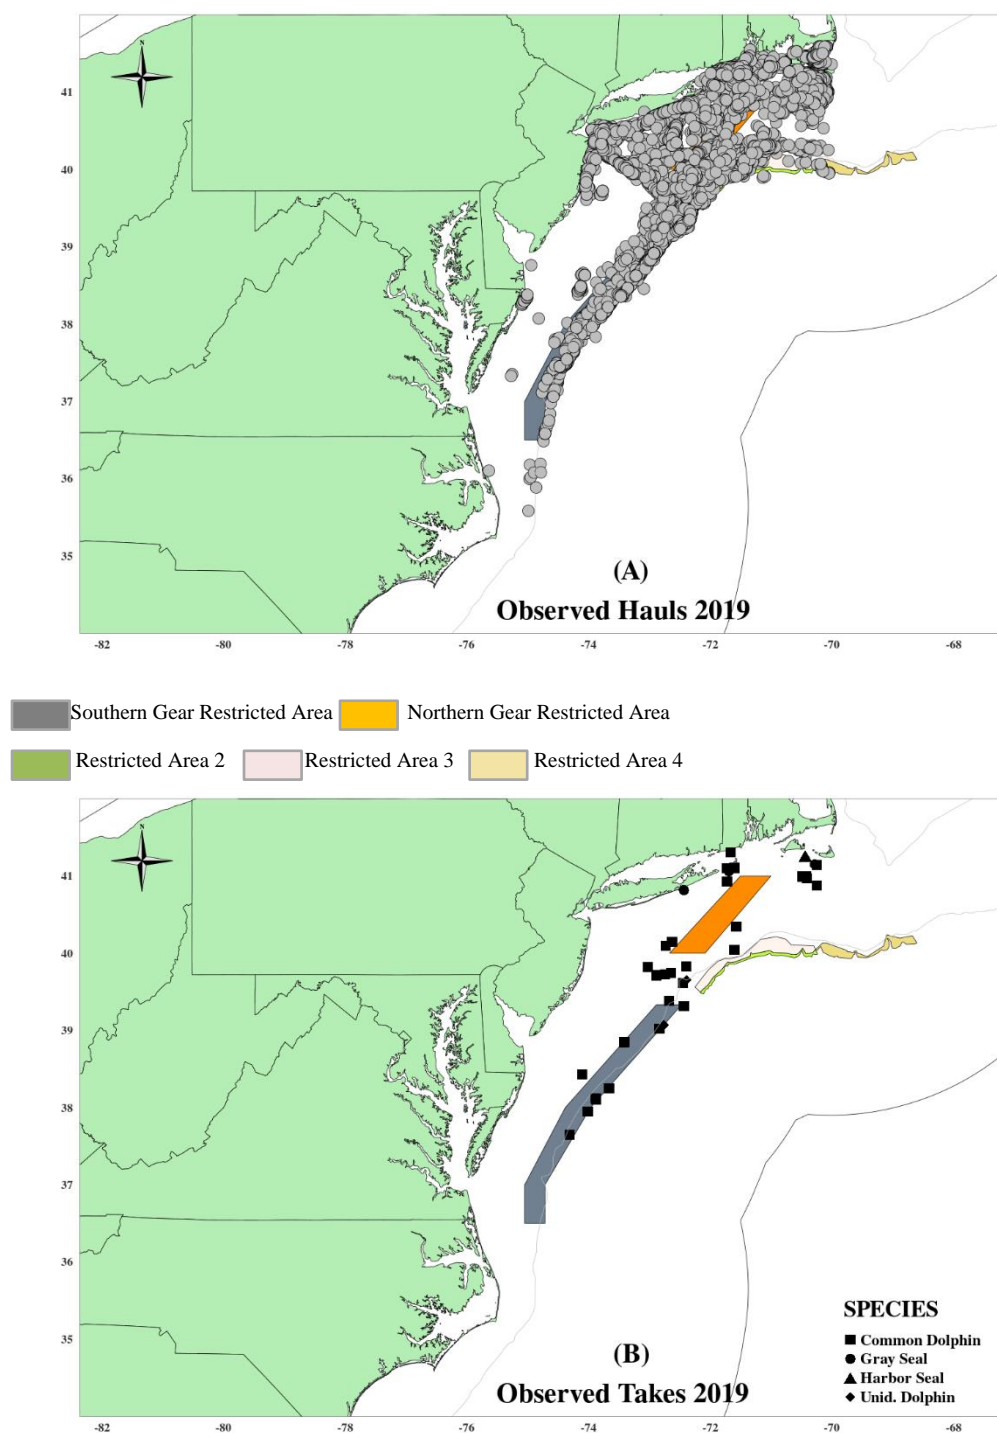 N
41
40
39
38
37
36
35
(A)
Observed Hauls 2019
-82 -80 -78 -76 -74 -72 -70 -68
Southern Gear Restricted Area Northern Gear Restricted Area
Restricted Area 2 Restricted Area 3 Restricted Area 4
N
41
40
39
38
37
36
35
SPECIES
Common Dolphin
Gray Seal
Harbor Seal
Unid. Dolphin
(B)
Observed Takes 2019
-82 -80 -78 -76 -74 -72 -70 -68